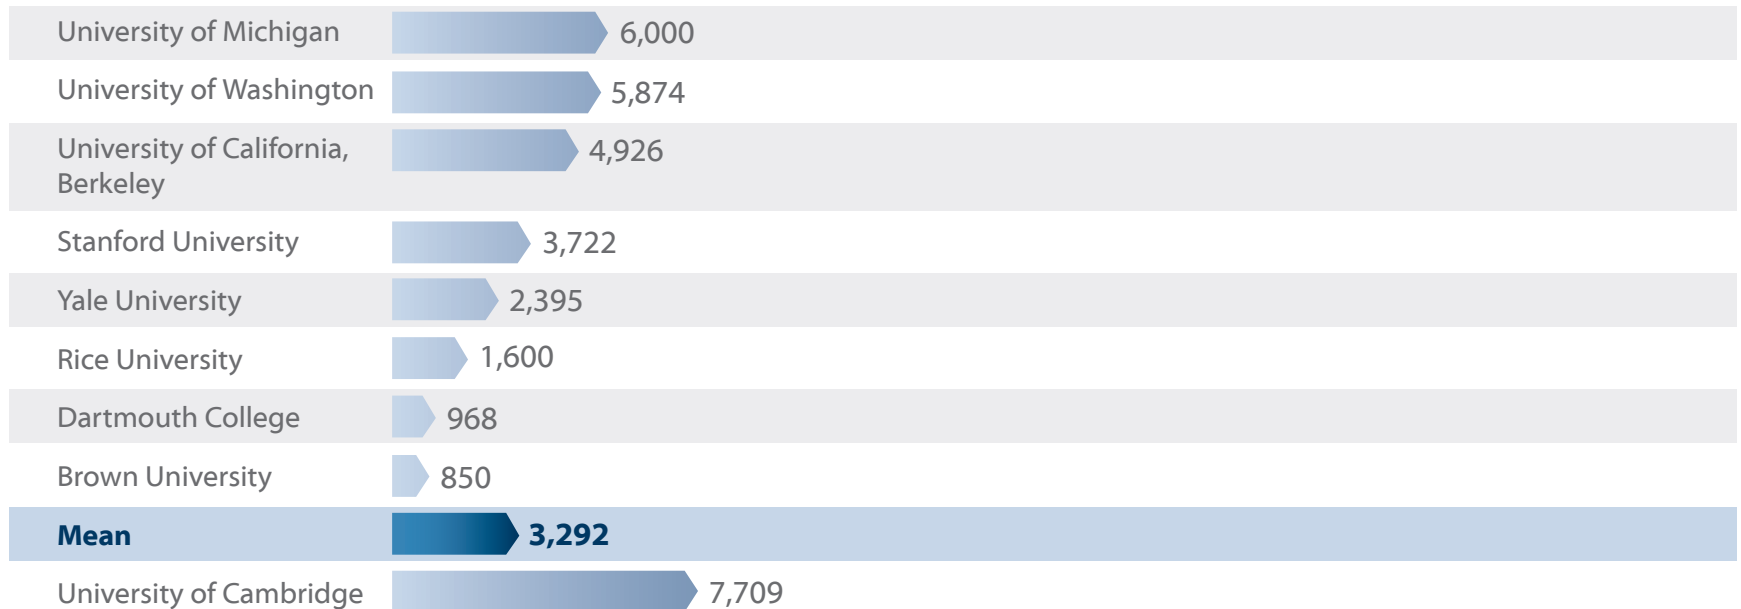 University of Michigan 6,000
University of Washington 5,874
University of California, 4,926
Berkeley
Stanford University 3,722
Yale University 2,395
Rice University 1,600
Dartmouth College 968
Brown University 850
Mean 3,292
University of Cambridge 7,709